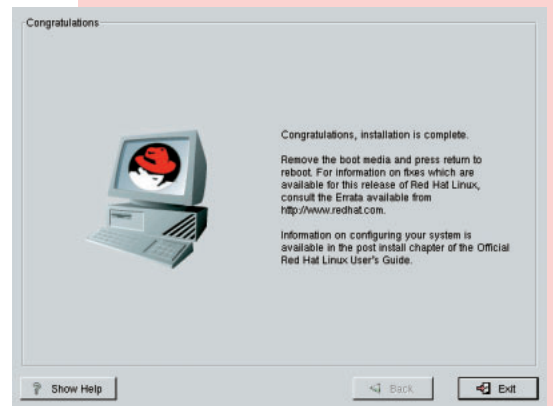 Congratulations
Congratulations, installation is complete.
Remove the boot media and press return to
reboot. For information on fixes which are
available for this release of Red Hat Linux,
consult the Errata available from
http://www.redhat.com.
Information on configuring your system is
available in the post install chapter of the Official
Red Hat Linux User's Guide.
Show Help
Back
Exit